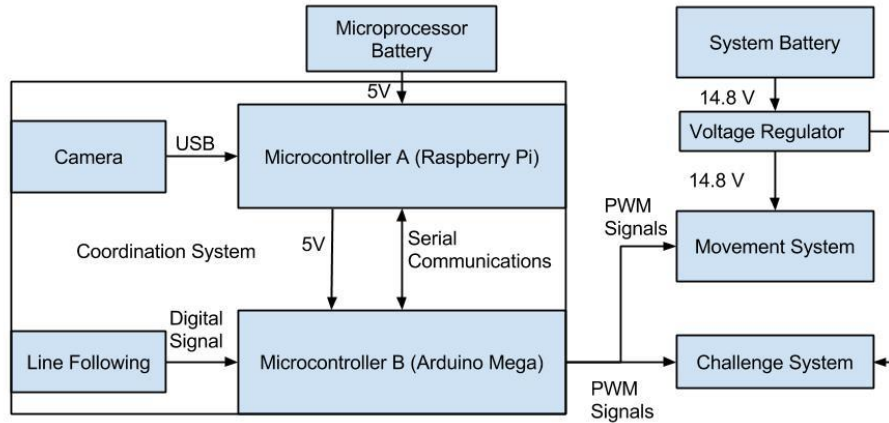 Microprocessor
Battery
System Battery
5V
14.8 V
Camera
USB
Microcontroller A (Raspberry Pi)
Voltage Regulator
14.8 V
PWM
Signals
Coordination System
5V
Serial
Communications
Movement System
Digital
Signal
Line Following
Microcontroller B (Arduino Mega)
Challenge System
PWM
Signals